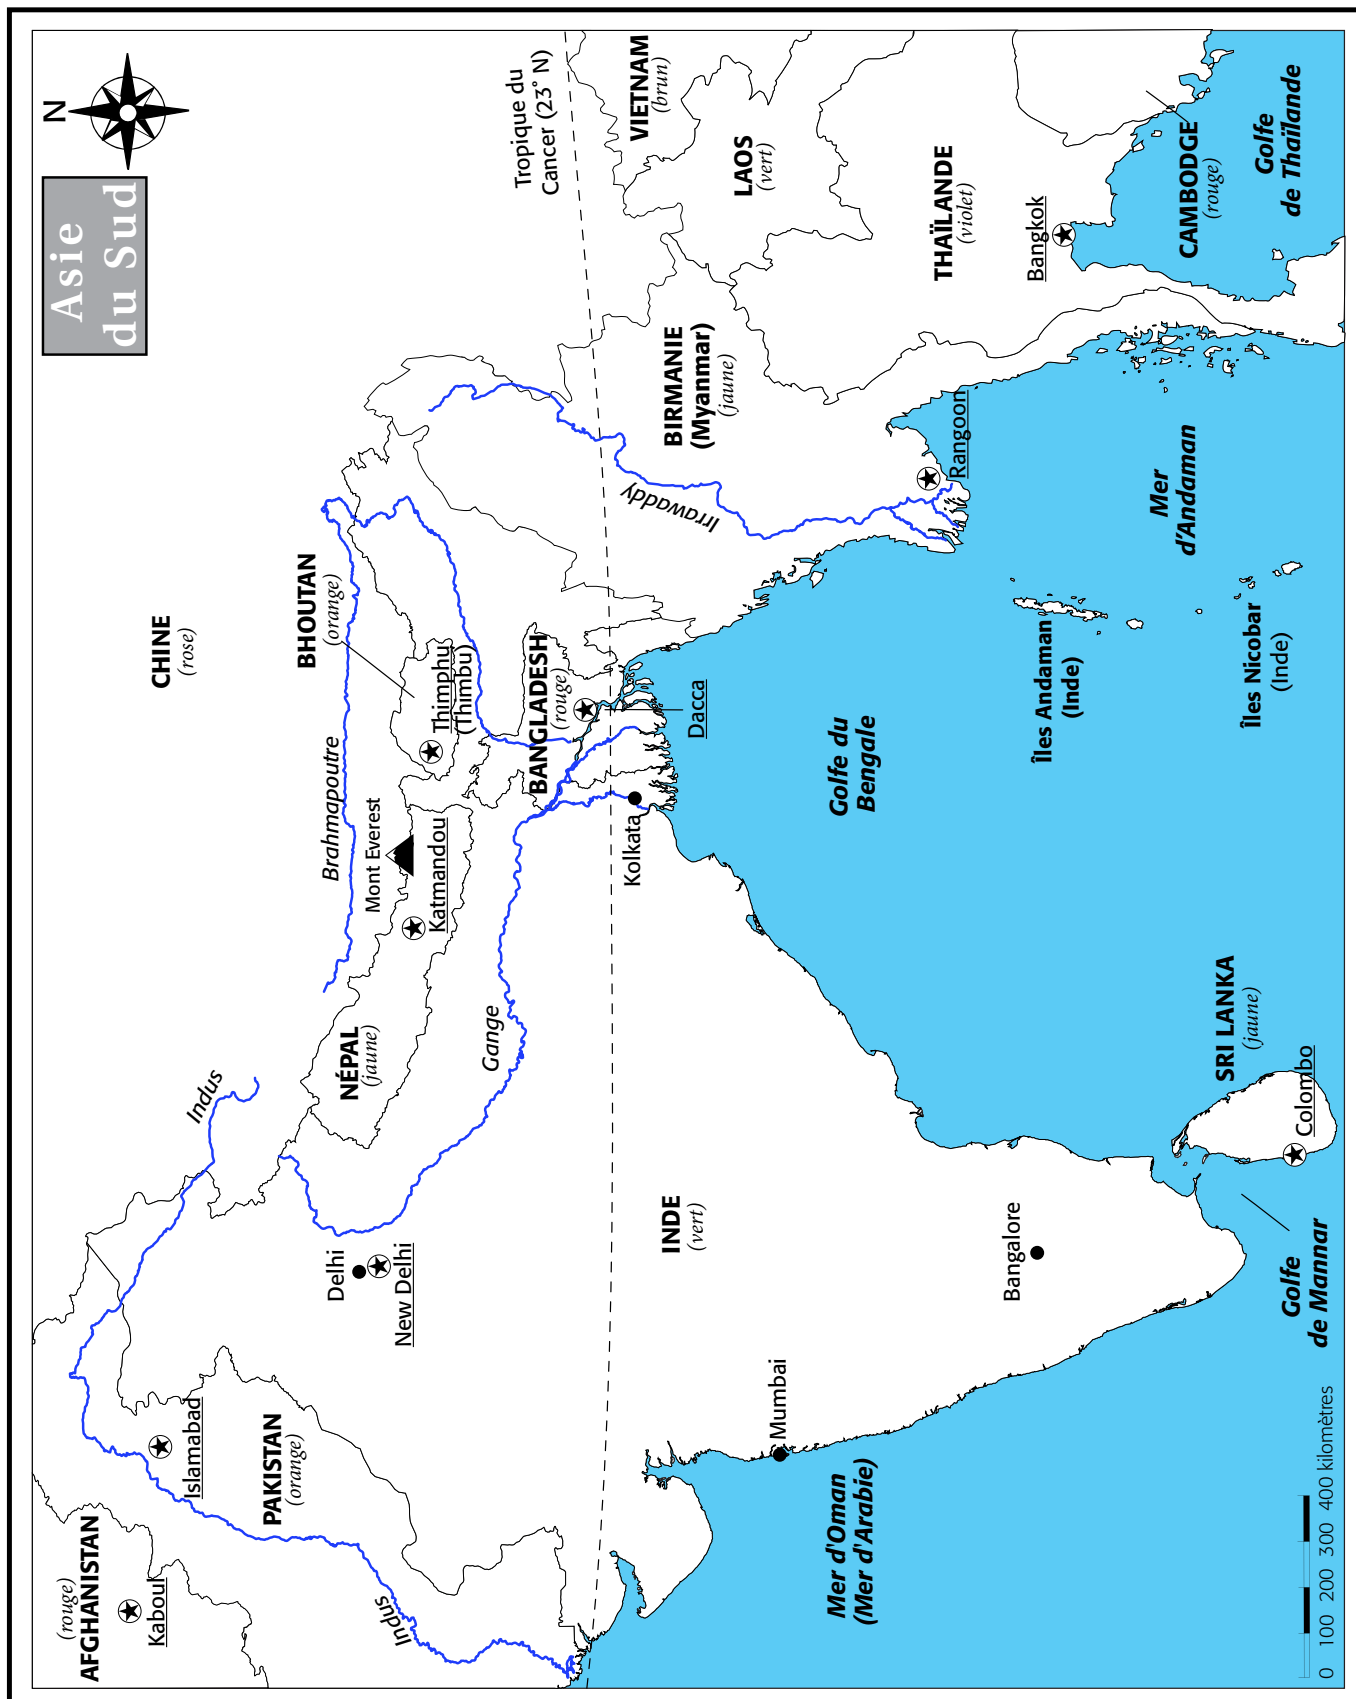 Asie
du Sud
N
AFGHANISTAN
(rouge)
Kaboul
Islamabad
PAKISTAN
(orange)
Indus
Indus
Delhi
New Delhi
NÉPAL
(jaune)
Gange
Katmandou
Mont Everest
Brahmapoutre
CHINE
(rose)
BHOUTAN
(orange)
Thimphu
(Thimbu)
BANGLADESH
(rouge)
Dacca
Kolkata
Tropique du
Cancer (23° N)
INDE
(vert)
Mumbai
Bangalore
BIRMANIE
(Myanmar)
(jaune)
Irrawaddy
Rangoon
VIETNAM
(brun)
LAOS
(vert)
THAÏLANDE
(violet)
Bangkok
CAMBODGE
(rouge)
Golfe
de Thaïlande
Mer
d'Andaman
Îles Andaman
(Inde)
Îles Nicobar
(Inde)
Golfe du
Bengale
SRI LANKA
(jaune)
Colombo
Golfe
de Mannar
Mer d'Oman
(Mer d'Arabie)
0 100 200 300 400 kilomètres